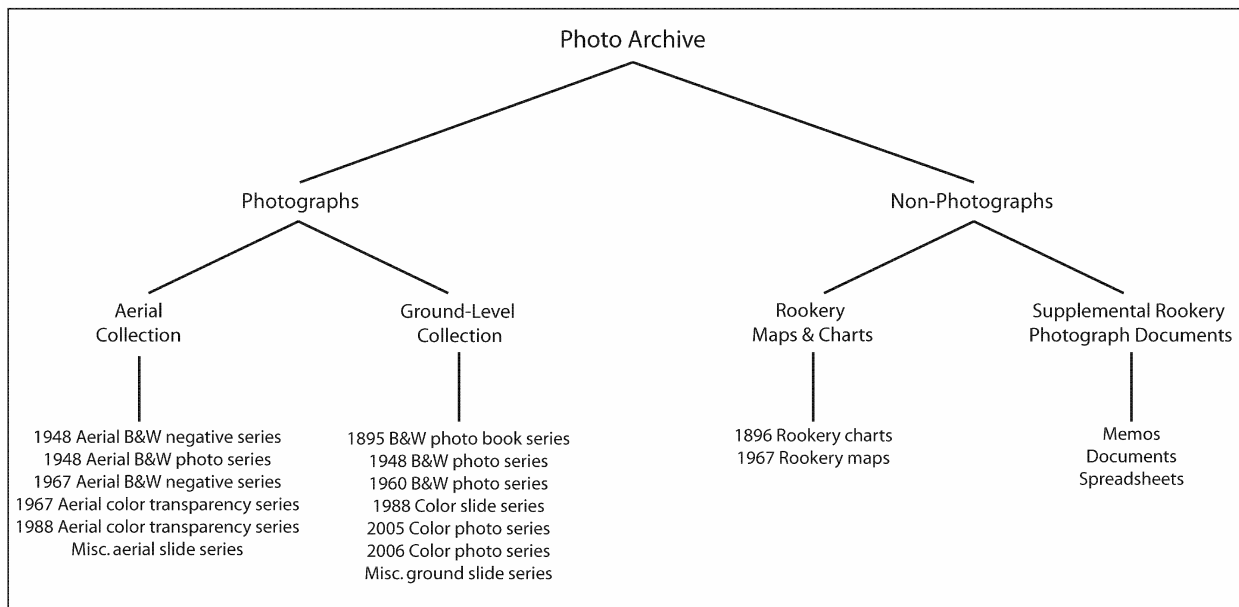 Photo Archive
Photographs
Non-Photographs
Aerial
Collection
Ground-Level
Collection
Rookery
Maps & Charts
Supplemental Rookery
Photograph Documents
1948 Aerial B&W negative series
1948 Aerial B&W photo series
1967 Aerial B&W negative series
1967 Aerial color transparency series
1988 Aerial color transparency series
Misc. aerial slide series
1895 B&W photo book series
1948 B&W photo series
1960 B&W photo series
1988 Color slide series
2005 Color photo series
2006 Color photo series
Misc. ground slide series
1896 Rookery charts
1967 Rookery maps
Memos
Documents
Spreadsheets